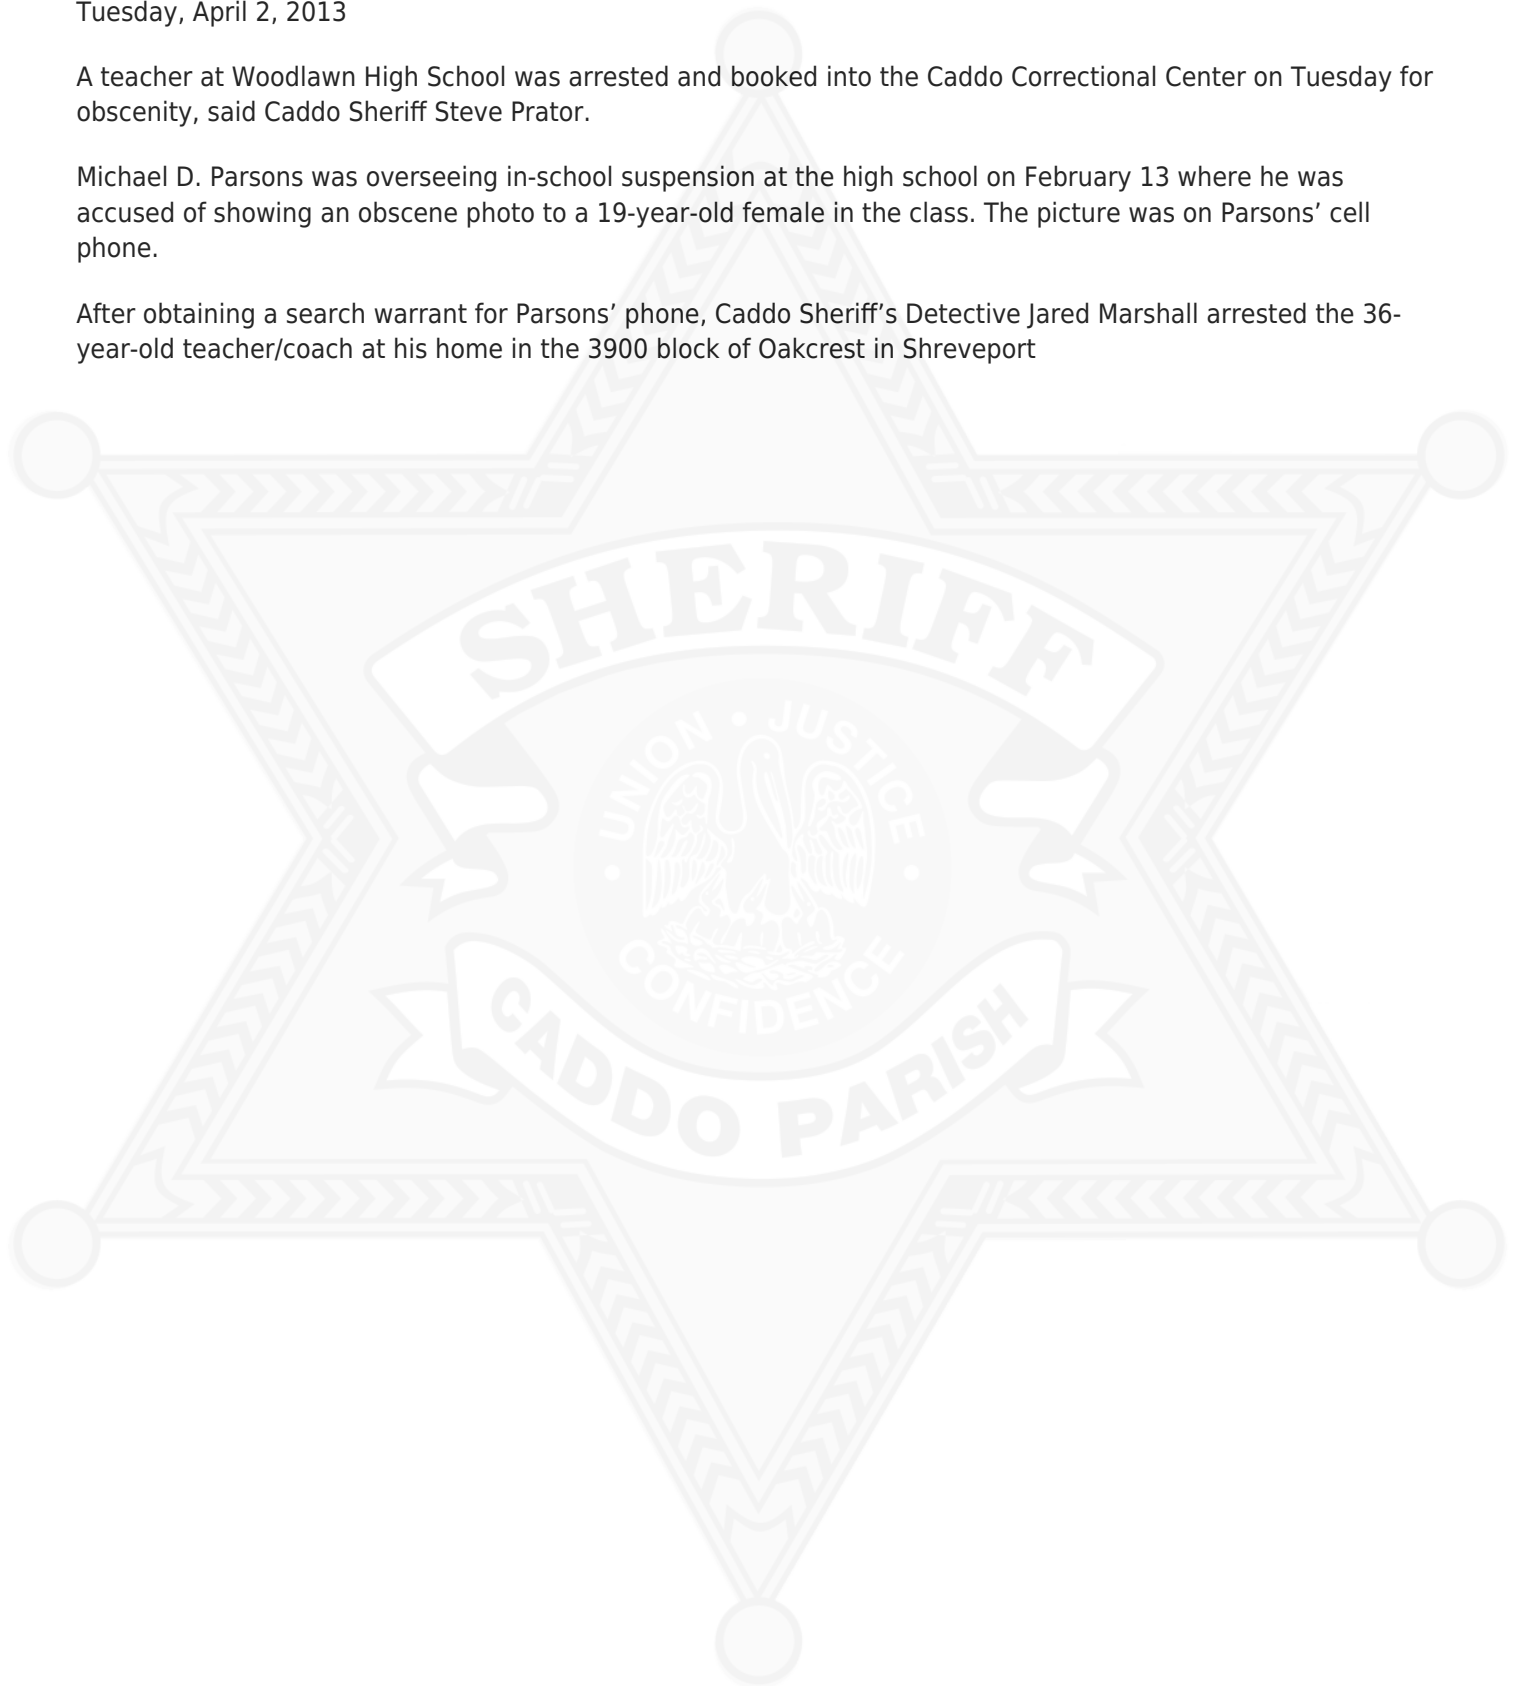 Tuesday, April 2, 2013
A teacher at Woodlawn High School was arrested and booked into the Caddo Correctional Center on Tuesday for
obscenity, said Caddo Sheriff Steve Prator.
Michael D. Parsons was overseeing in-school suspension at the high school on February 13 where he was
accused of showing an obscene photo to a 19-year-old female in the class. The picture was on Parsons’ cell
phone.
After obtaining a search warrant for Parsons’ phone, Caddo Sheriff’s Detective Jared Marshall arrested the 36-
year-old teacher/coach at his home in the 3900 block of Oakcrest in Shreveport
SHERIFF
UNION • JUSTICE
• CONFIDENCE •
CADDO PARISH